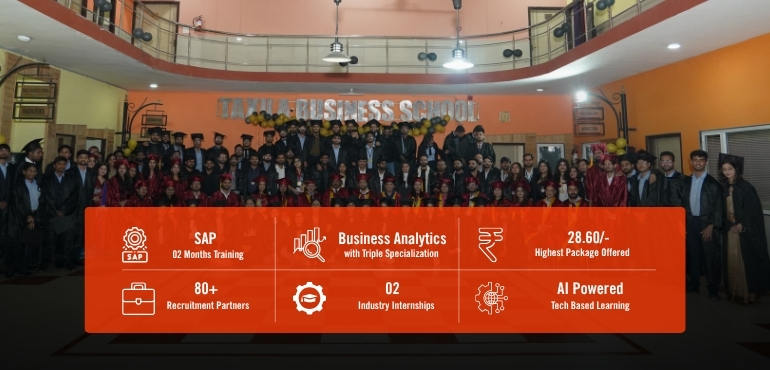 TAXILA BUSINESS SCHOOL
SAP
02 Months Training
Business Analytics
with Triple Specialization
28.60/-
Highest Package Offered
SAP
80+
Recruitment Partners
02
Industry Internships
AI Powered
Tech Based Learning